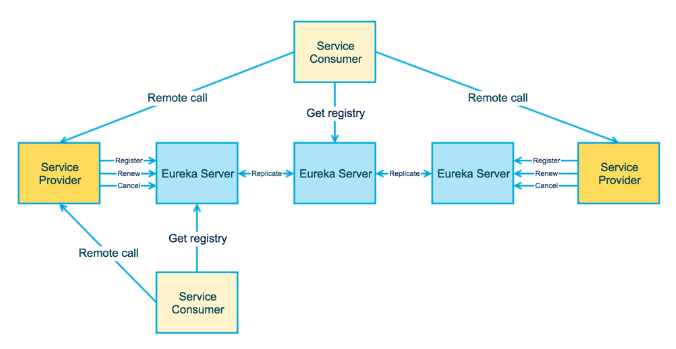 Service
Consumer
Remote call
Remote call
Get registry
Service
Provider
Register
Renew
Cancel
Eureka Server
Replicate
Eureka Server
Replicate
Eureka Server
Register
Renew
Cancel
Service
Provider
Remote call
Get registry
Service
Consumer